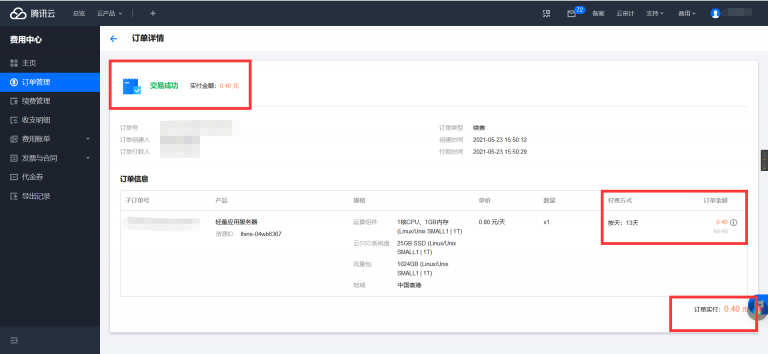 腾讯云 总览 云产品 + 72 备案 云审计 支持 费用
费用中心
主页
订单管理
续费管理
收支明细
费用账单
发票与合同
代金券
导出记录
← 订单详情
交易成功 实付金额: 0.40 元
订单号 订单类型 续费
订单创建人 创建时间 2021-05-23 15:50:12
订单付款人 付款时间 2021-05-23 15:50:29
订单信息
子订单号 产品 规格 单价 数量 付费方式 订单金额
轻量应用服务器 运算组件 1核CPU、1GB内存 0.80 元/天 x1 按天: 13天 0.40
资源ID lhins-04wb6367 (Linux/Unix
SMALL1 | 1T) 10.40
云SSD系统盘 25GB SSD (Linux/Unix
SMALL1 | 1T)
流量包 1024GB (Linux/Unix
SMALL1 | 1T)
地域 中国香港
订单实付: 0.40 元